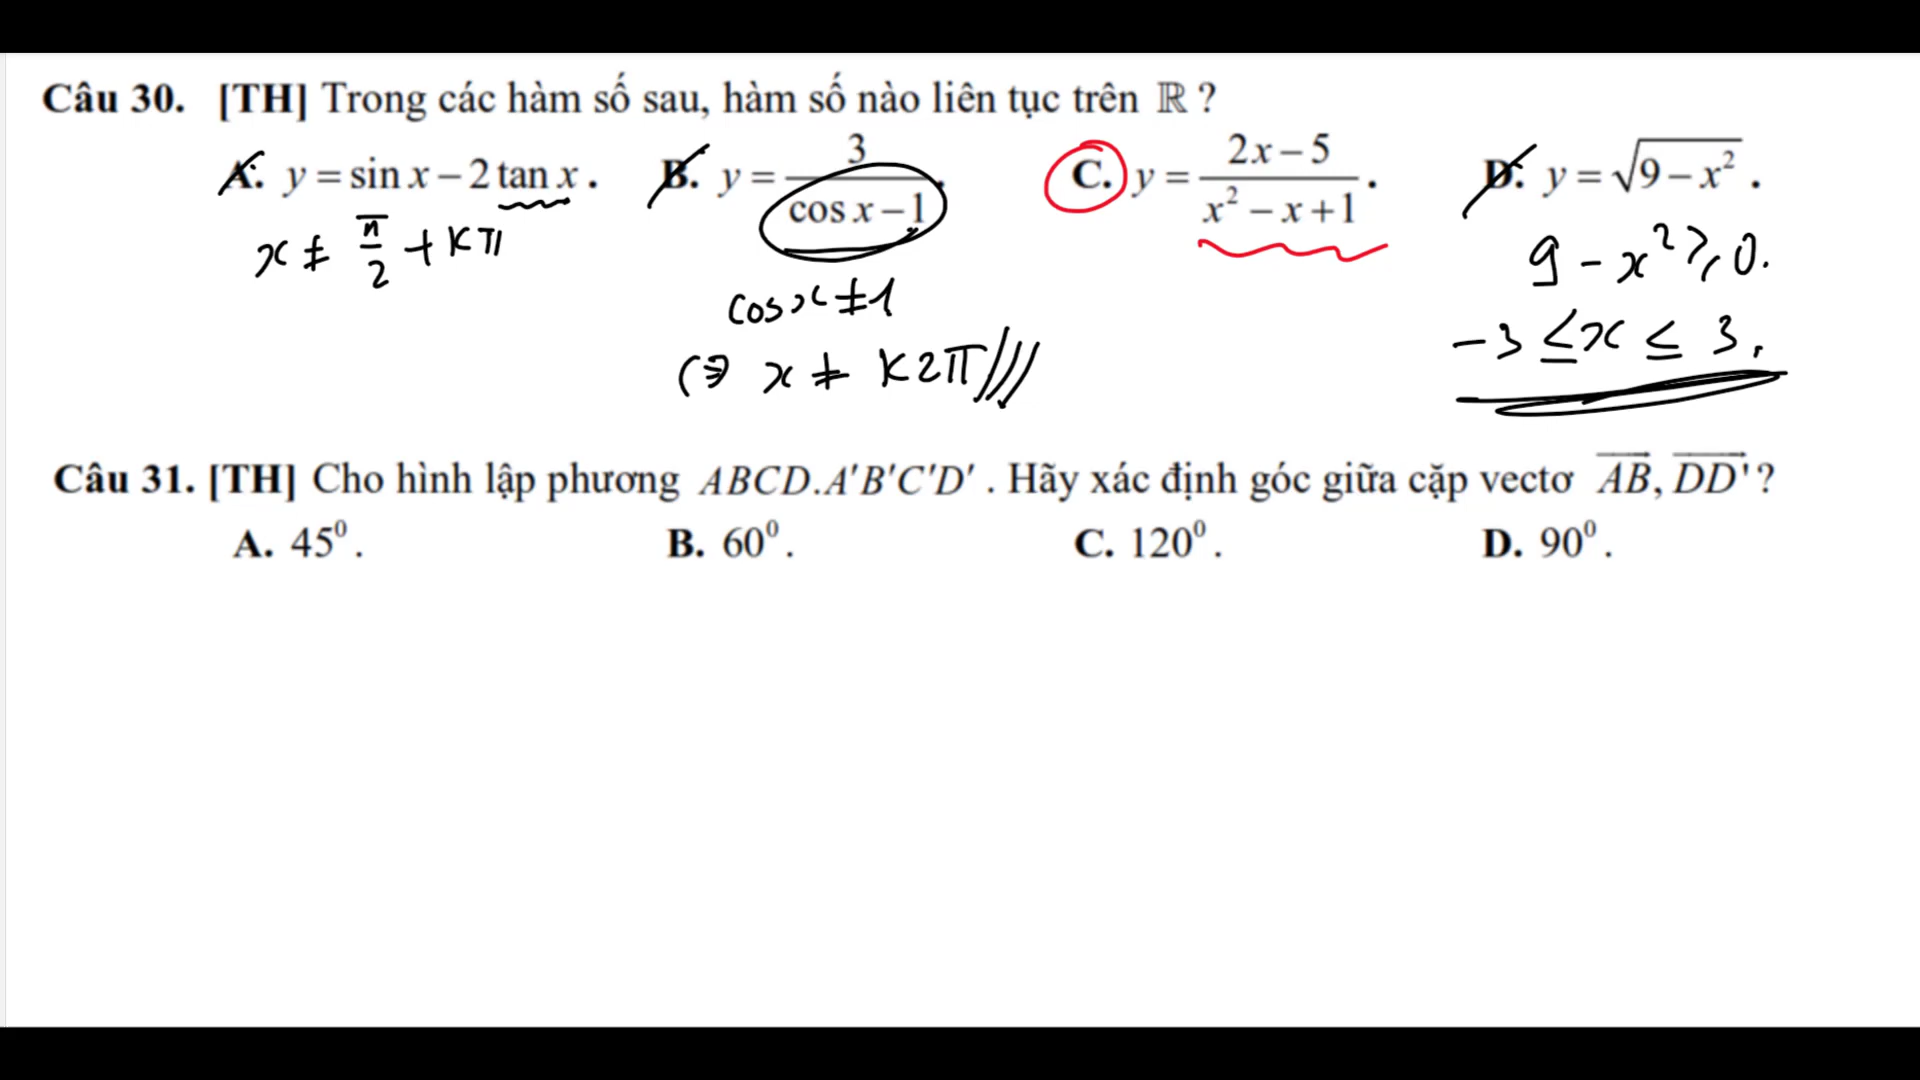 Câu 30. [TH] Trong các hàm số sau, hàm số nào liên tục trên ℝ ?
A. y = sin x − 2 tan x . B. y = 3/(cos x − 1) . C. y = (2x − 5)/(x² − x + 1) . D. y = √(9 − x²) .
x ≠ π/2 + kπ
cos x ≠ 1
x ≠ k2π
9 − x² ≥ 0.
−3 ≤ x ≤ 3.
Câu 31. [TH] Cho hình lập phương ABCD.A'B'C'D' . Hãy xác định góc giữa cặp vectơ AB, DD' ?
A. 45⁰ . B. 60⁰ . C. 120⁰ . D. 90⁰ .